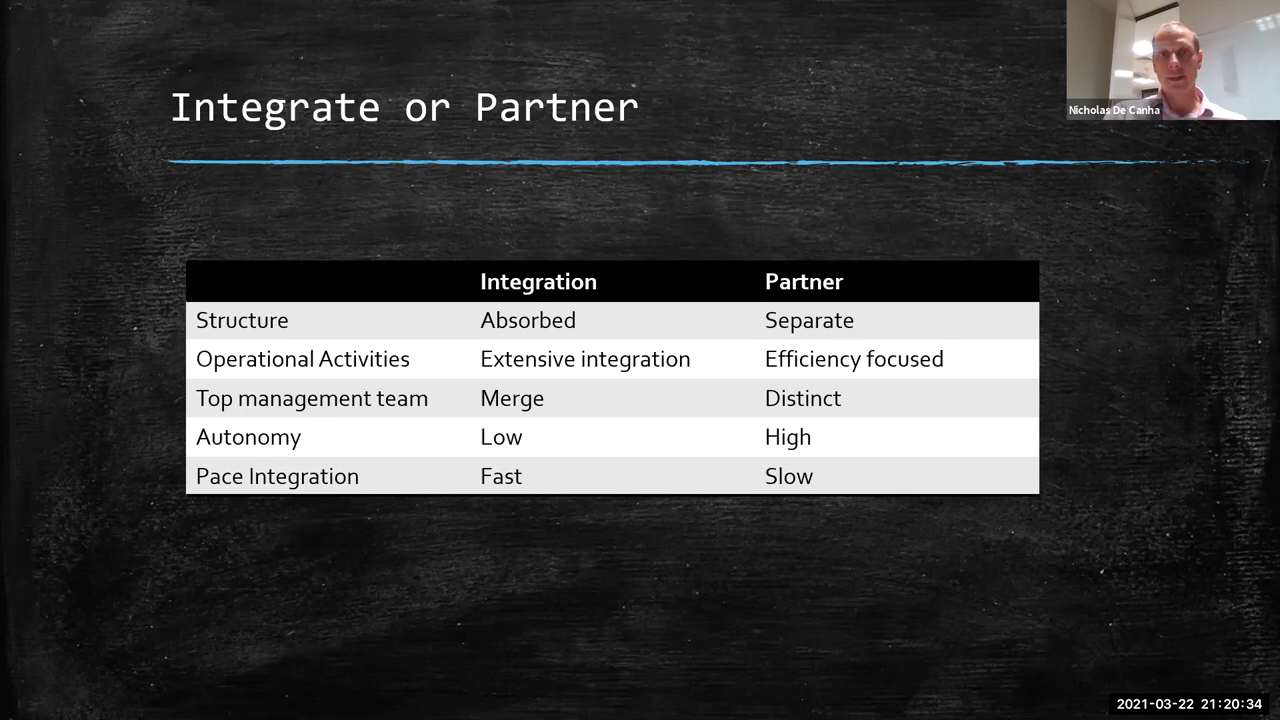 Integrate or Partner
Nicholas De Canha
Integration Partner
Structure Absorbed Separate
Operational Activities Extensive integration Efficiency focused
Top management team Merge Distinct
Autonomy Low High
Pace Integration Fast Slow
2021-03-22 21:20:34